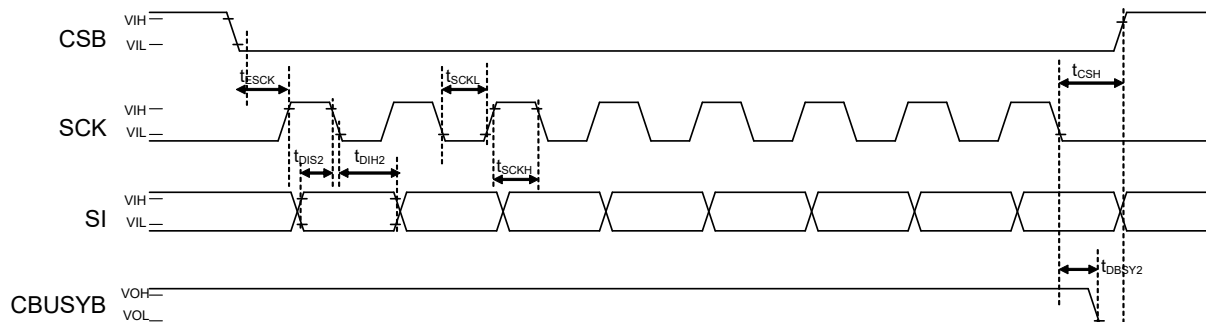 VIH
CSB
VIL
tESCK
tSCKL
tCSH
VIH
SCK
VIL
tDIS2
tDIH2
tSCKH
VIH
SI
VIL
tDBSY2
VOH
CBUSYB
VOL